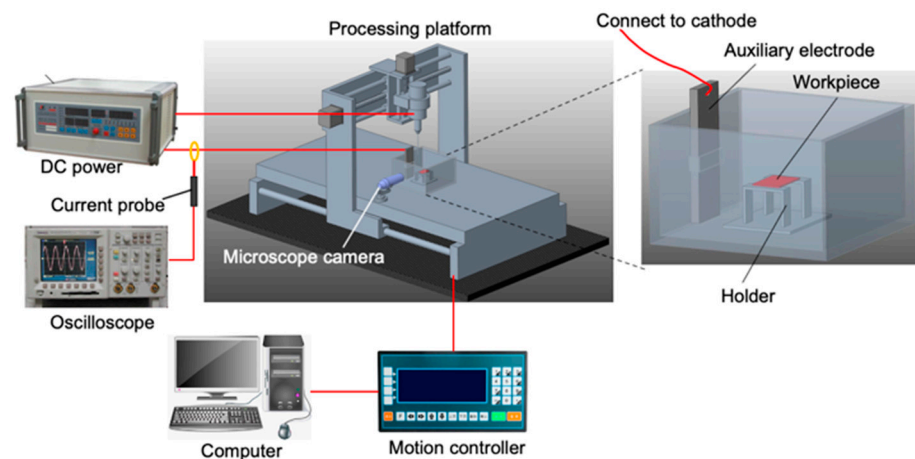 Processing platform
Connect to cathode
Auxiliary electrode
Workpiece
DC power
Current probe
Microscope camera
Oscilloscope
Holder
Computer
Motion controller